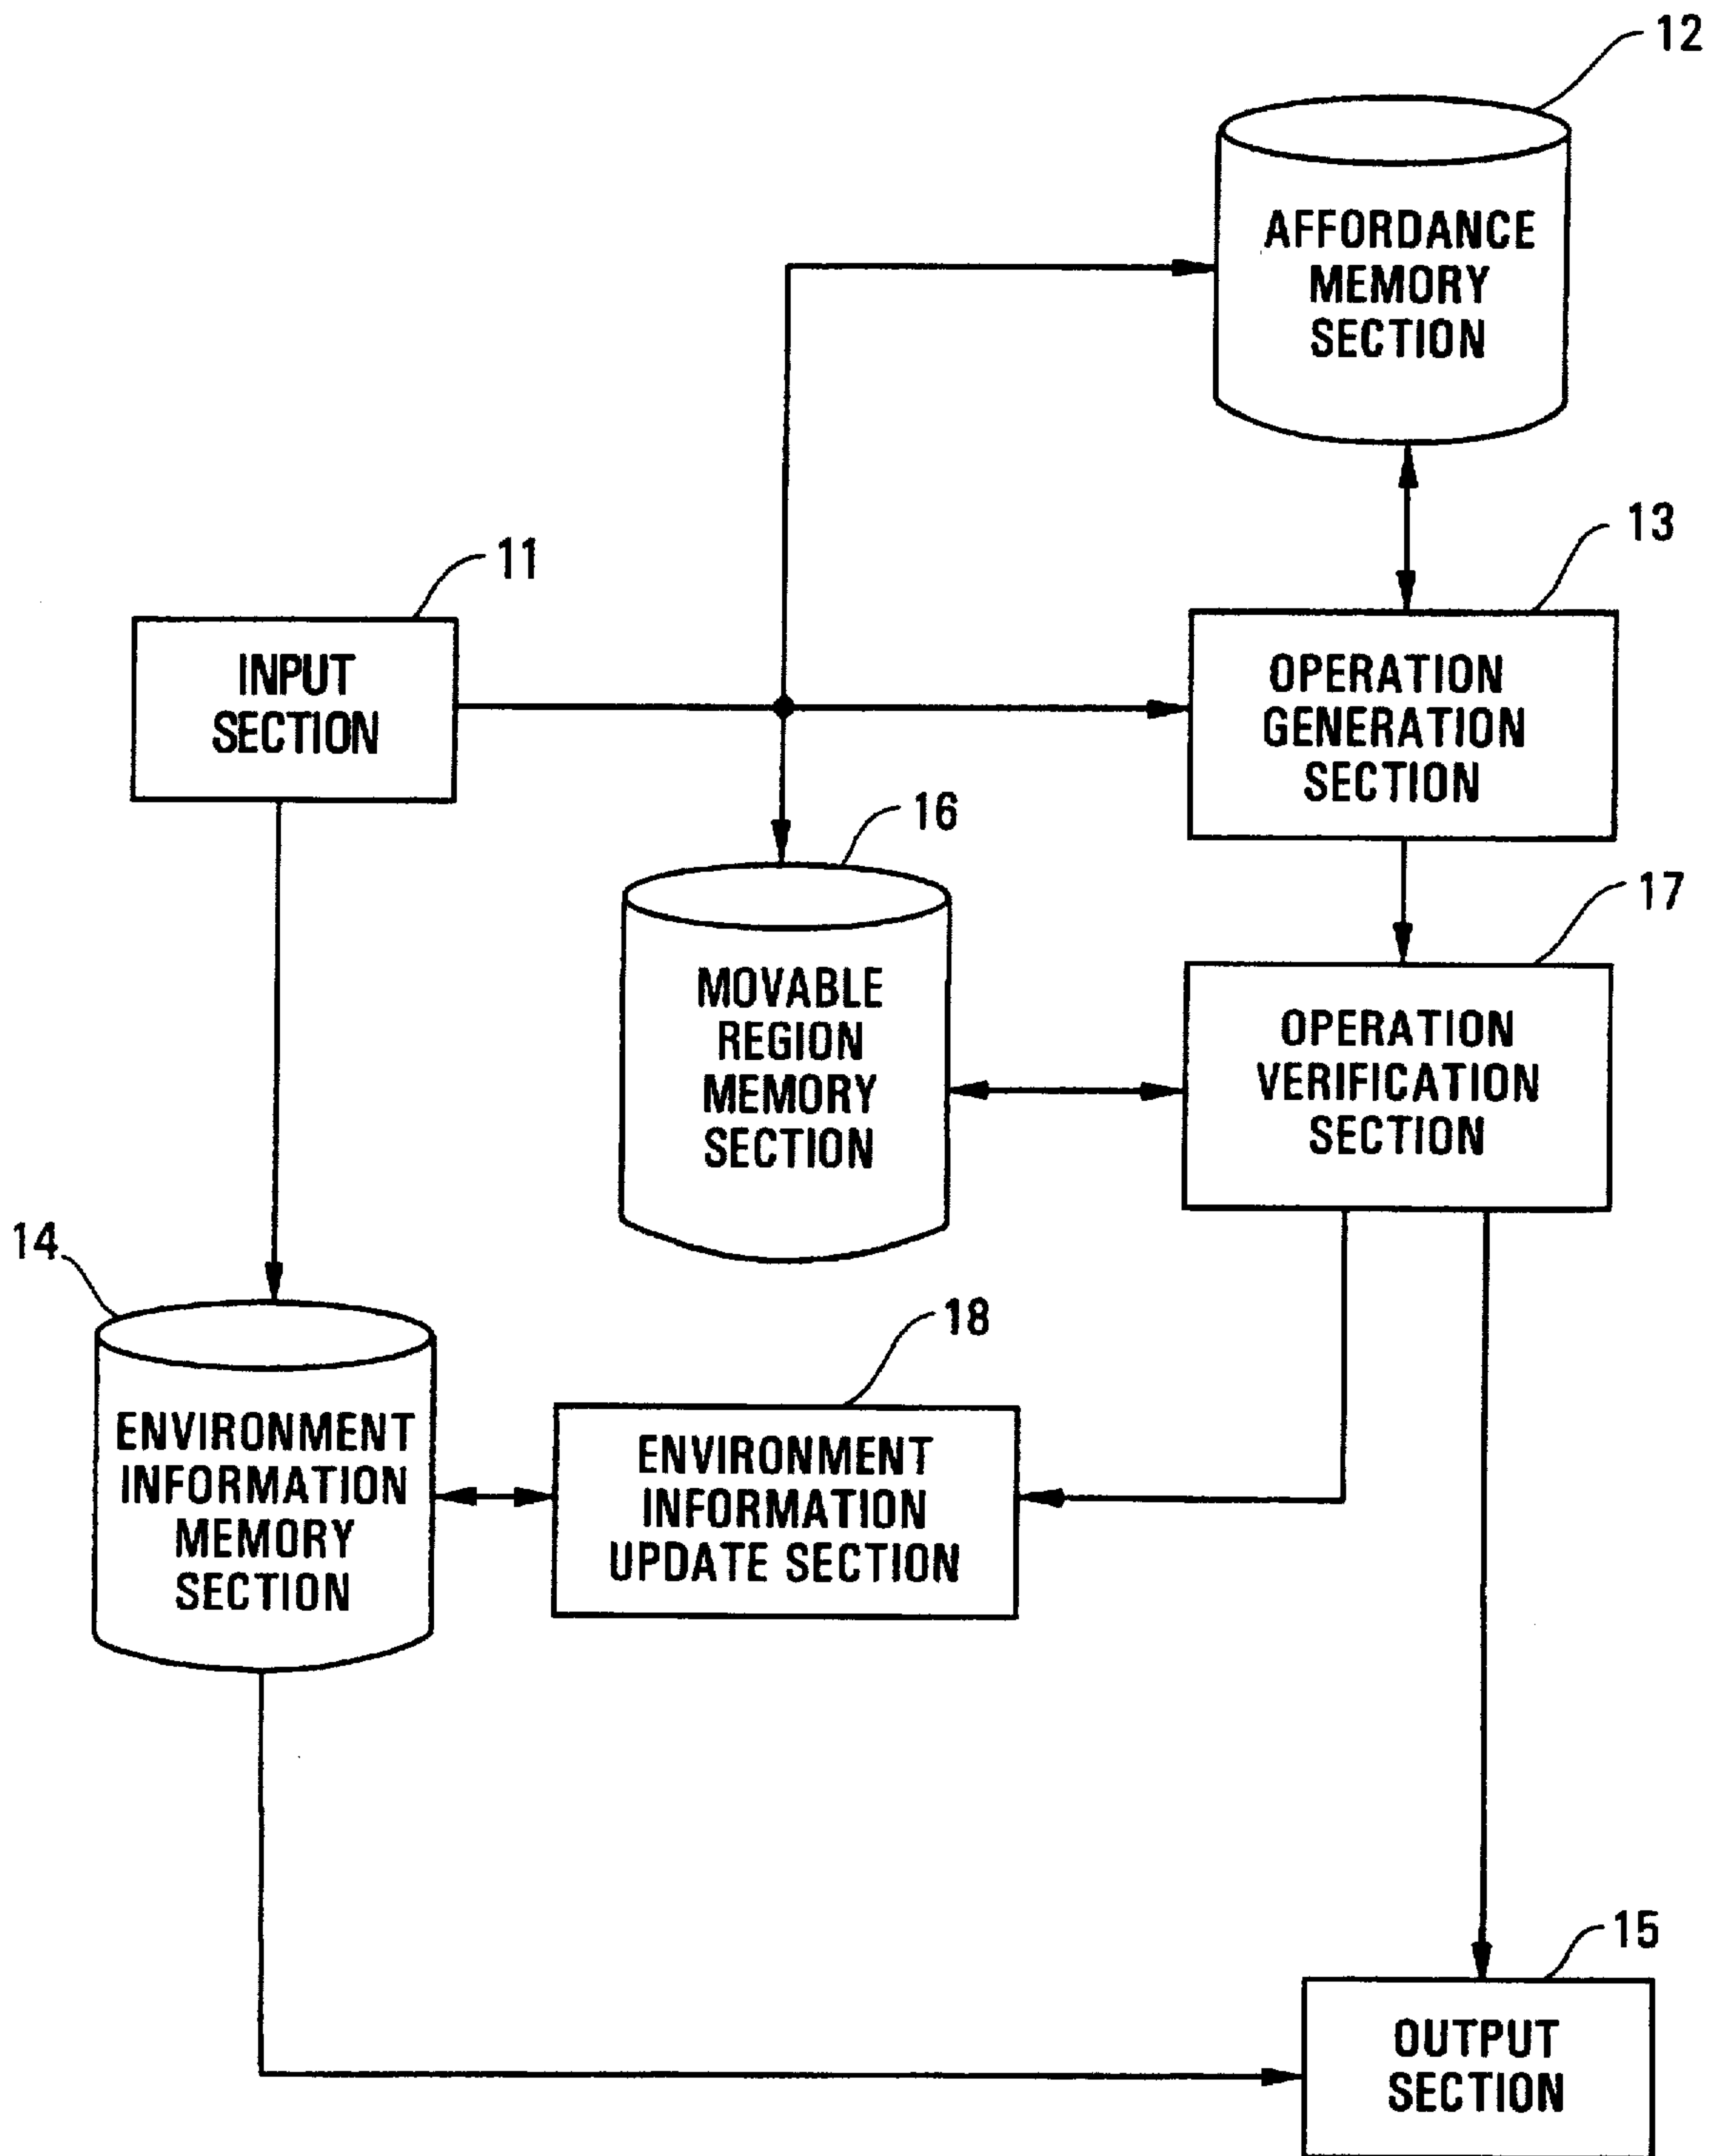 12
AFFORDANCE
MEMORY
SECTION
13
11
INPUT
SECTION
OPERATION
GENERATION
SECTION
16
17
MOVABLE
REGION
MEMORY
SECTION
OPERATION
VERIFICATION
SECTION
14
18
ENVIRONMENT
INFORMATION
MEMORY
SECTION
ENVIRONMENT
INFORMATION
UPDATE SECTION
15
OUTPUT
SECTION